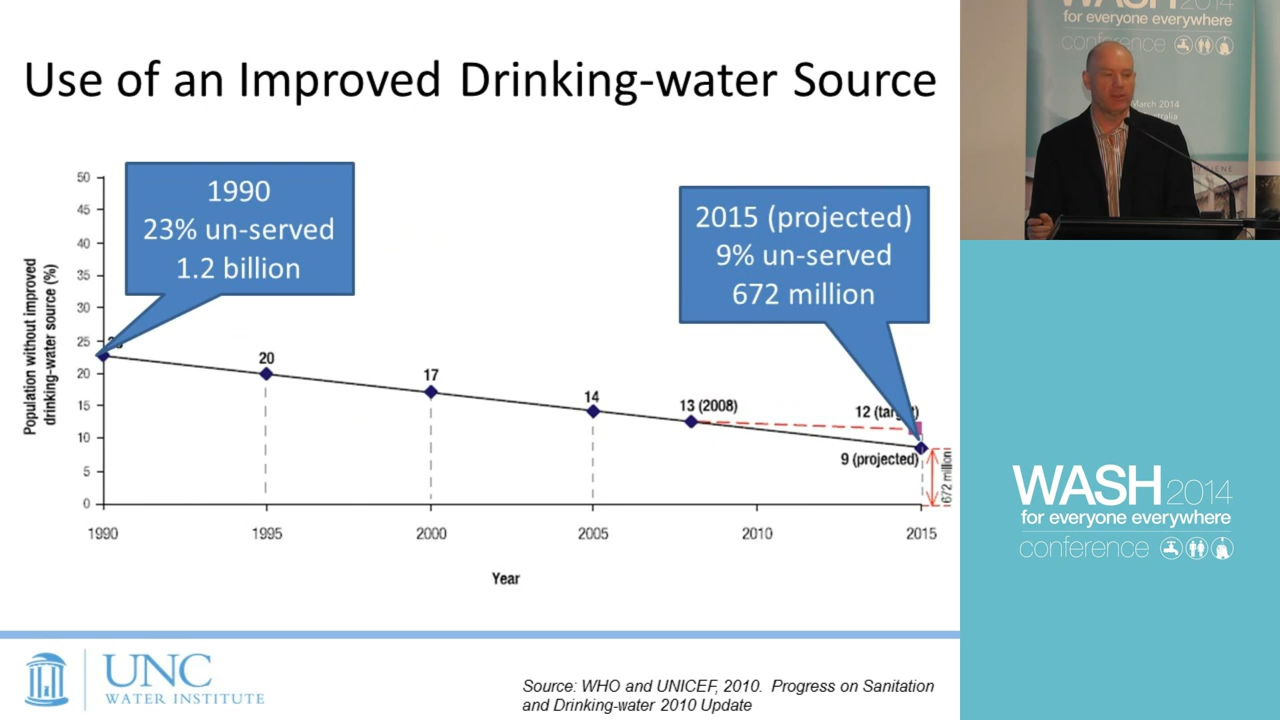 Use of an Improved Drinking-water Source
1990
23% un-served
1.2 billion
2015 (projected)
9% un-served
672 million
Population without improved
drinking-water source (%)
50
45
40
35
30
25
20
15
10
5
0
20
17
14
13 (2008)
12
9 (projected)
672 million
1990
1995
2000
2005
2010
2015
Year
UNC
WATER INSTITUTE
Source: WHO and UNICEF, 2010. Progress on Sanitation
and Drinking-water 2010 Update
WASH 2014
for everyone everywhere
conference
March 2014
WASH 2014
for everyone everywhere
conference